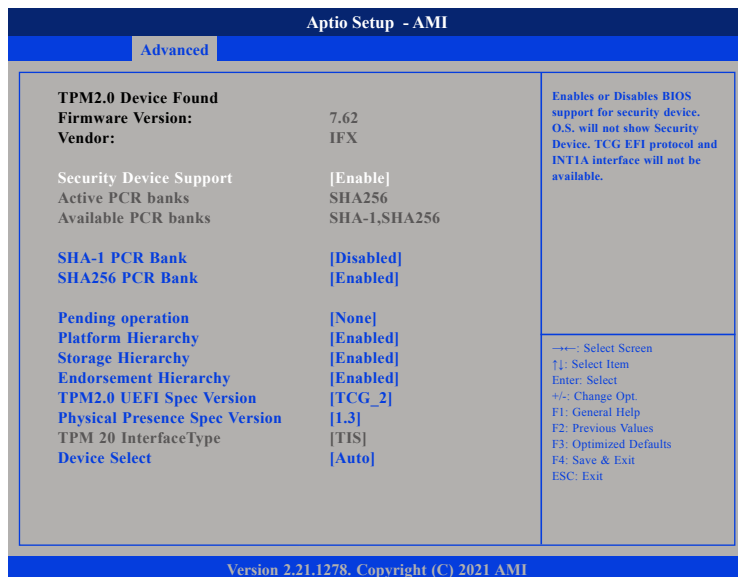 Aptio Setup - AMI
Advanced
TPM2.0 Device Found
Firmware Version: 7.62
Vendor: IFX
Security Device Support [Enable]
Active PCR banks SHA256
Available PCR banks SHA-1,SHA256
SHA-1 PCR Bank [Disabled]
SHA256 PCR Bank [Enabled]
Pending operation [None]
Platform Hierarchy [Enabled]
Storage Hierarchy [Enabled]
Endorsement Hierarchy [Enabled]
TPM2.0 UEFI Spec Version [TCG_2]
Physical Presence Spec Version [1.3]
TPM 20 InterfaceType [TIS]
Device Select [Auto]
Enables or Disables BIOS
support for security device.
O.S. will not show Security
Device. TCG EFI protocol and
INT1A interface will not be
available.
→←: Select Screen
↑↓: Select Item
Enter: Select
+/-: Change Opt.
F1: General Help
F2: Previous Values
F3: Optimized Defaults
F4: Save & Exit
ESC: Exit
Version 2.21.1278. Copyright (C) 2021 AMI